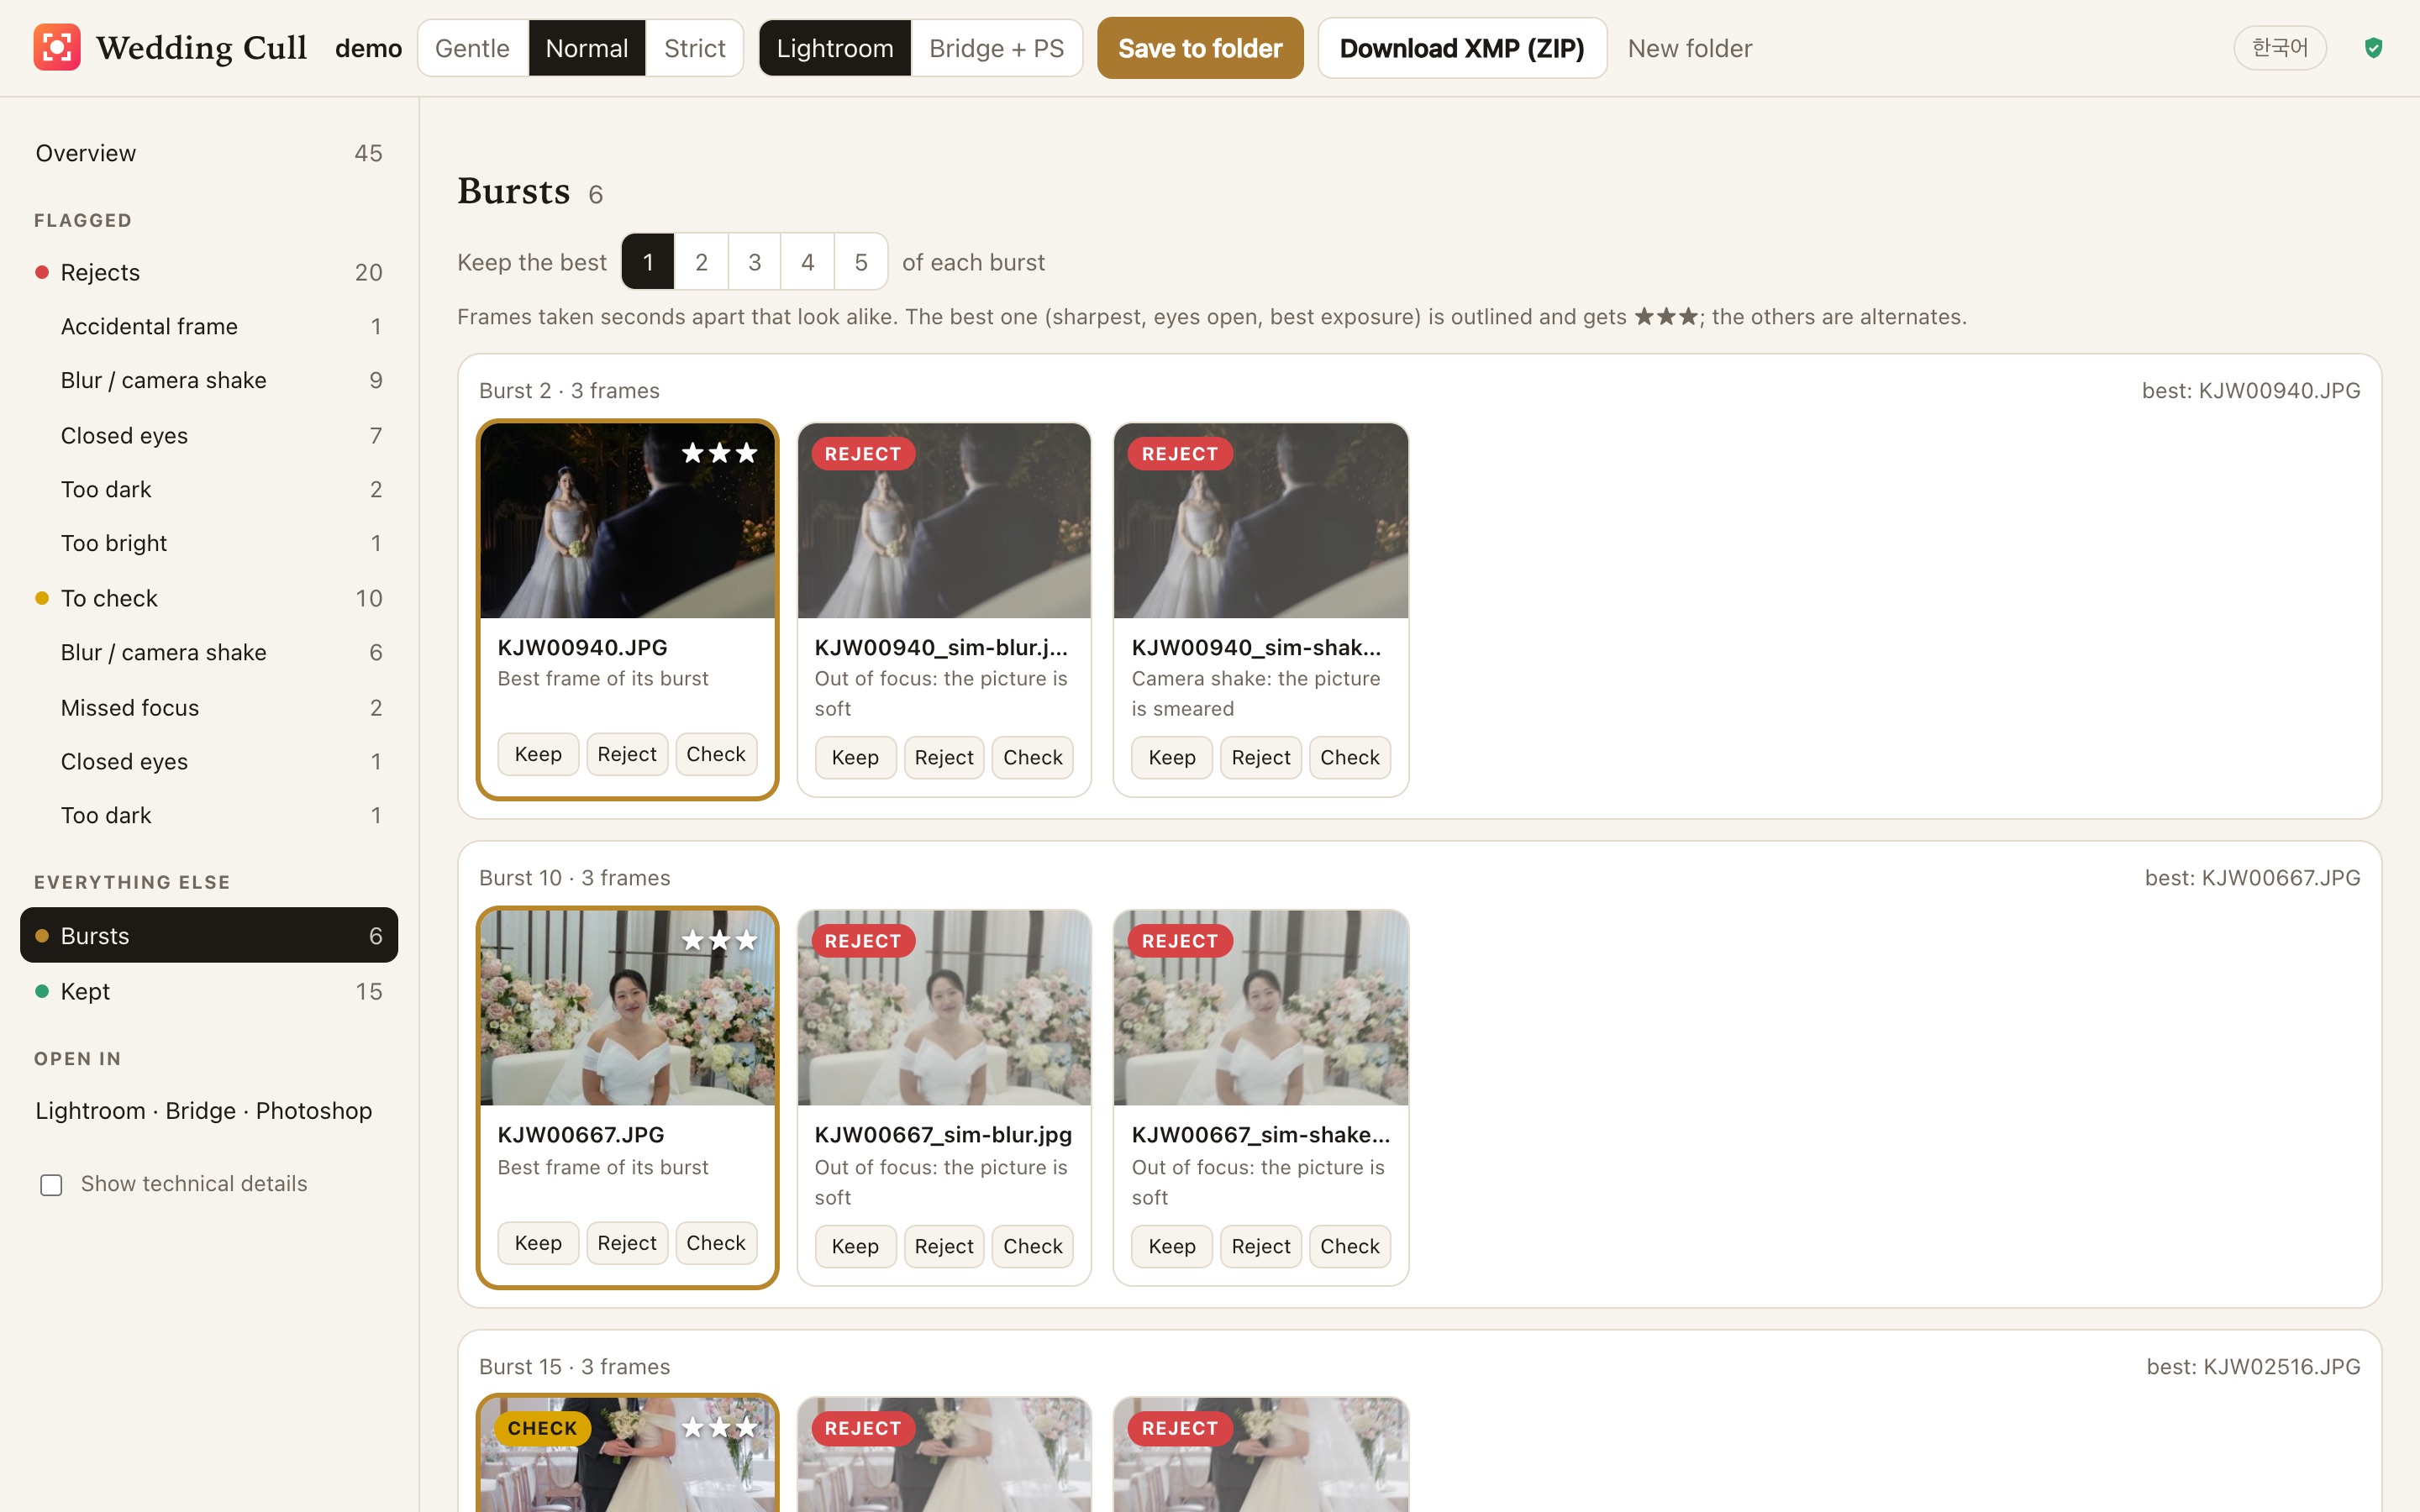 Wedding Cull demo Gentle Normal Strict Lightroom Bridge + PS Save to folder Download XMP (ZIP) New folder 한국어
Overview 45
FLAGGED
Rejects 20
Accidental frame 1
Blur / camera shake 9
Closed eyes 7
Too dark 2
Too bright 1
To check 10
Blur / camera shake 6
Missed focus 2
Closed eyes 1
Too dark 1
EVERYTHING ELSE
Bursts 6
Kept 15
OPEN IN
Lightroom · Bridge · Photoshop
Show technical details
Bursts 6
Keep the best 1 2 3 4 5 of each burst
Frames taken seconds apart that look alike. The best one (sharpest, eyes open, best exposure) is outlined and gets ★★★; the others are alternates.
Burst 2 · 3 frames best: KJW00940.JPG
★★★ REJECT REJECT
KJW00940.JPG KJW00940_sim-blur.j... KJW00940_sim-shak...
Best frame of its burst Out of focus: the picture is Camera shake: the picture
soft is smeared
Keep Reject Check Keep Reject Check Keep Reject Check
Burst 10 · 3 frames best: KJW00667.JPG
★★★ REJECT REJECT
KJW00667.JPG KJW00667_sim-blur.jpg KJW00667_sim-shake...
Best frame of its burst Out of focus: the picture is Out of focus: the picture is
soft soft
Keep Reject Check Keep Reject Check Keep Reject Check
Burst 15 · 3 frames best: KJW02516.JPG
CHECK ★★★ REJECT REJECT